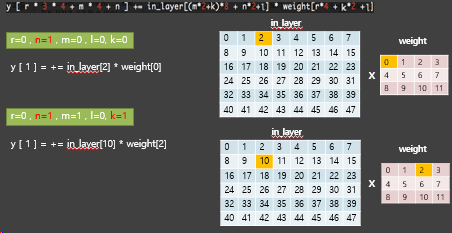 y [ r * 3 * 4 + m * 4 + n ] += in_layer[(m*2+k)*8 + n*2+l] * weight[r*4 + k*2 +l]
r=0 , n=1 , m=0 , l=0, k=0
y [ 1 ] = += in_layer[2] * weight[0]
in_layer
0 1 2 3 4 5 6 7
8 9 10 11 12 13 14 15
16 17 18 19 20 21 22 23
24 25 26 27 28 29 30 31
32 33 34 35 36 37 38 39
40 41 42 43 44 45 46 47
X
weight
0 1 2 3
4 5 6 7
8 9 10 11
r=0 , n=1 , m=1 , l=0, k=1
y [ 1 ] = += in_layer[10] * weight[2]
in_layer
0 1 2 3 4 5 6 7
8 9 10 11 12 13 14 15
16 17 18 19 20 21 22 23
24 25 26 27 28 29 30 31
32 33 34 35 36 37 38 39
40 41 42 43 44 45 46 47
X
weight
0 1 2 3
4 5 6 7
8 9 10 11